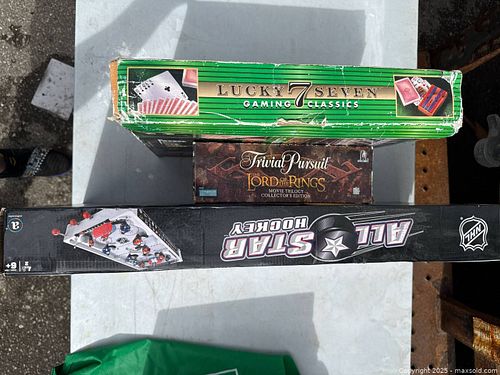 LUCKY 7 SEVEN
GAMING CLASSICS
Trivial Pursuit
THE LORD OF THE RINGS
MOVIE TRILOGY
COLLECTOR'S EDITION
ALL STAR
HOCKEY
NHL
8+
Copyright 2025 - maxsold.com